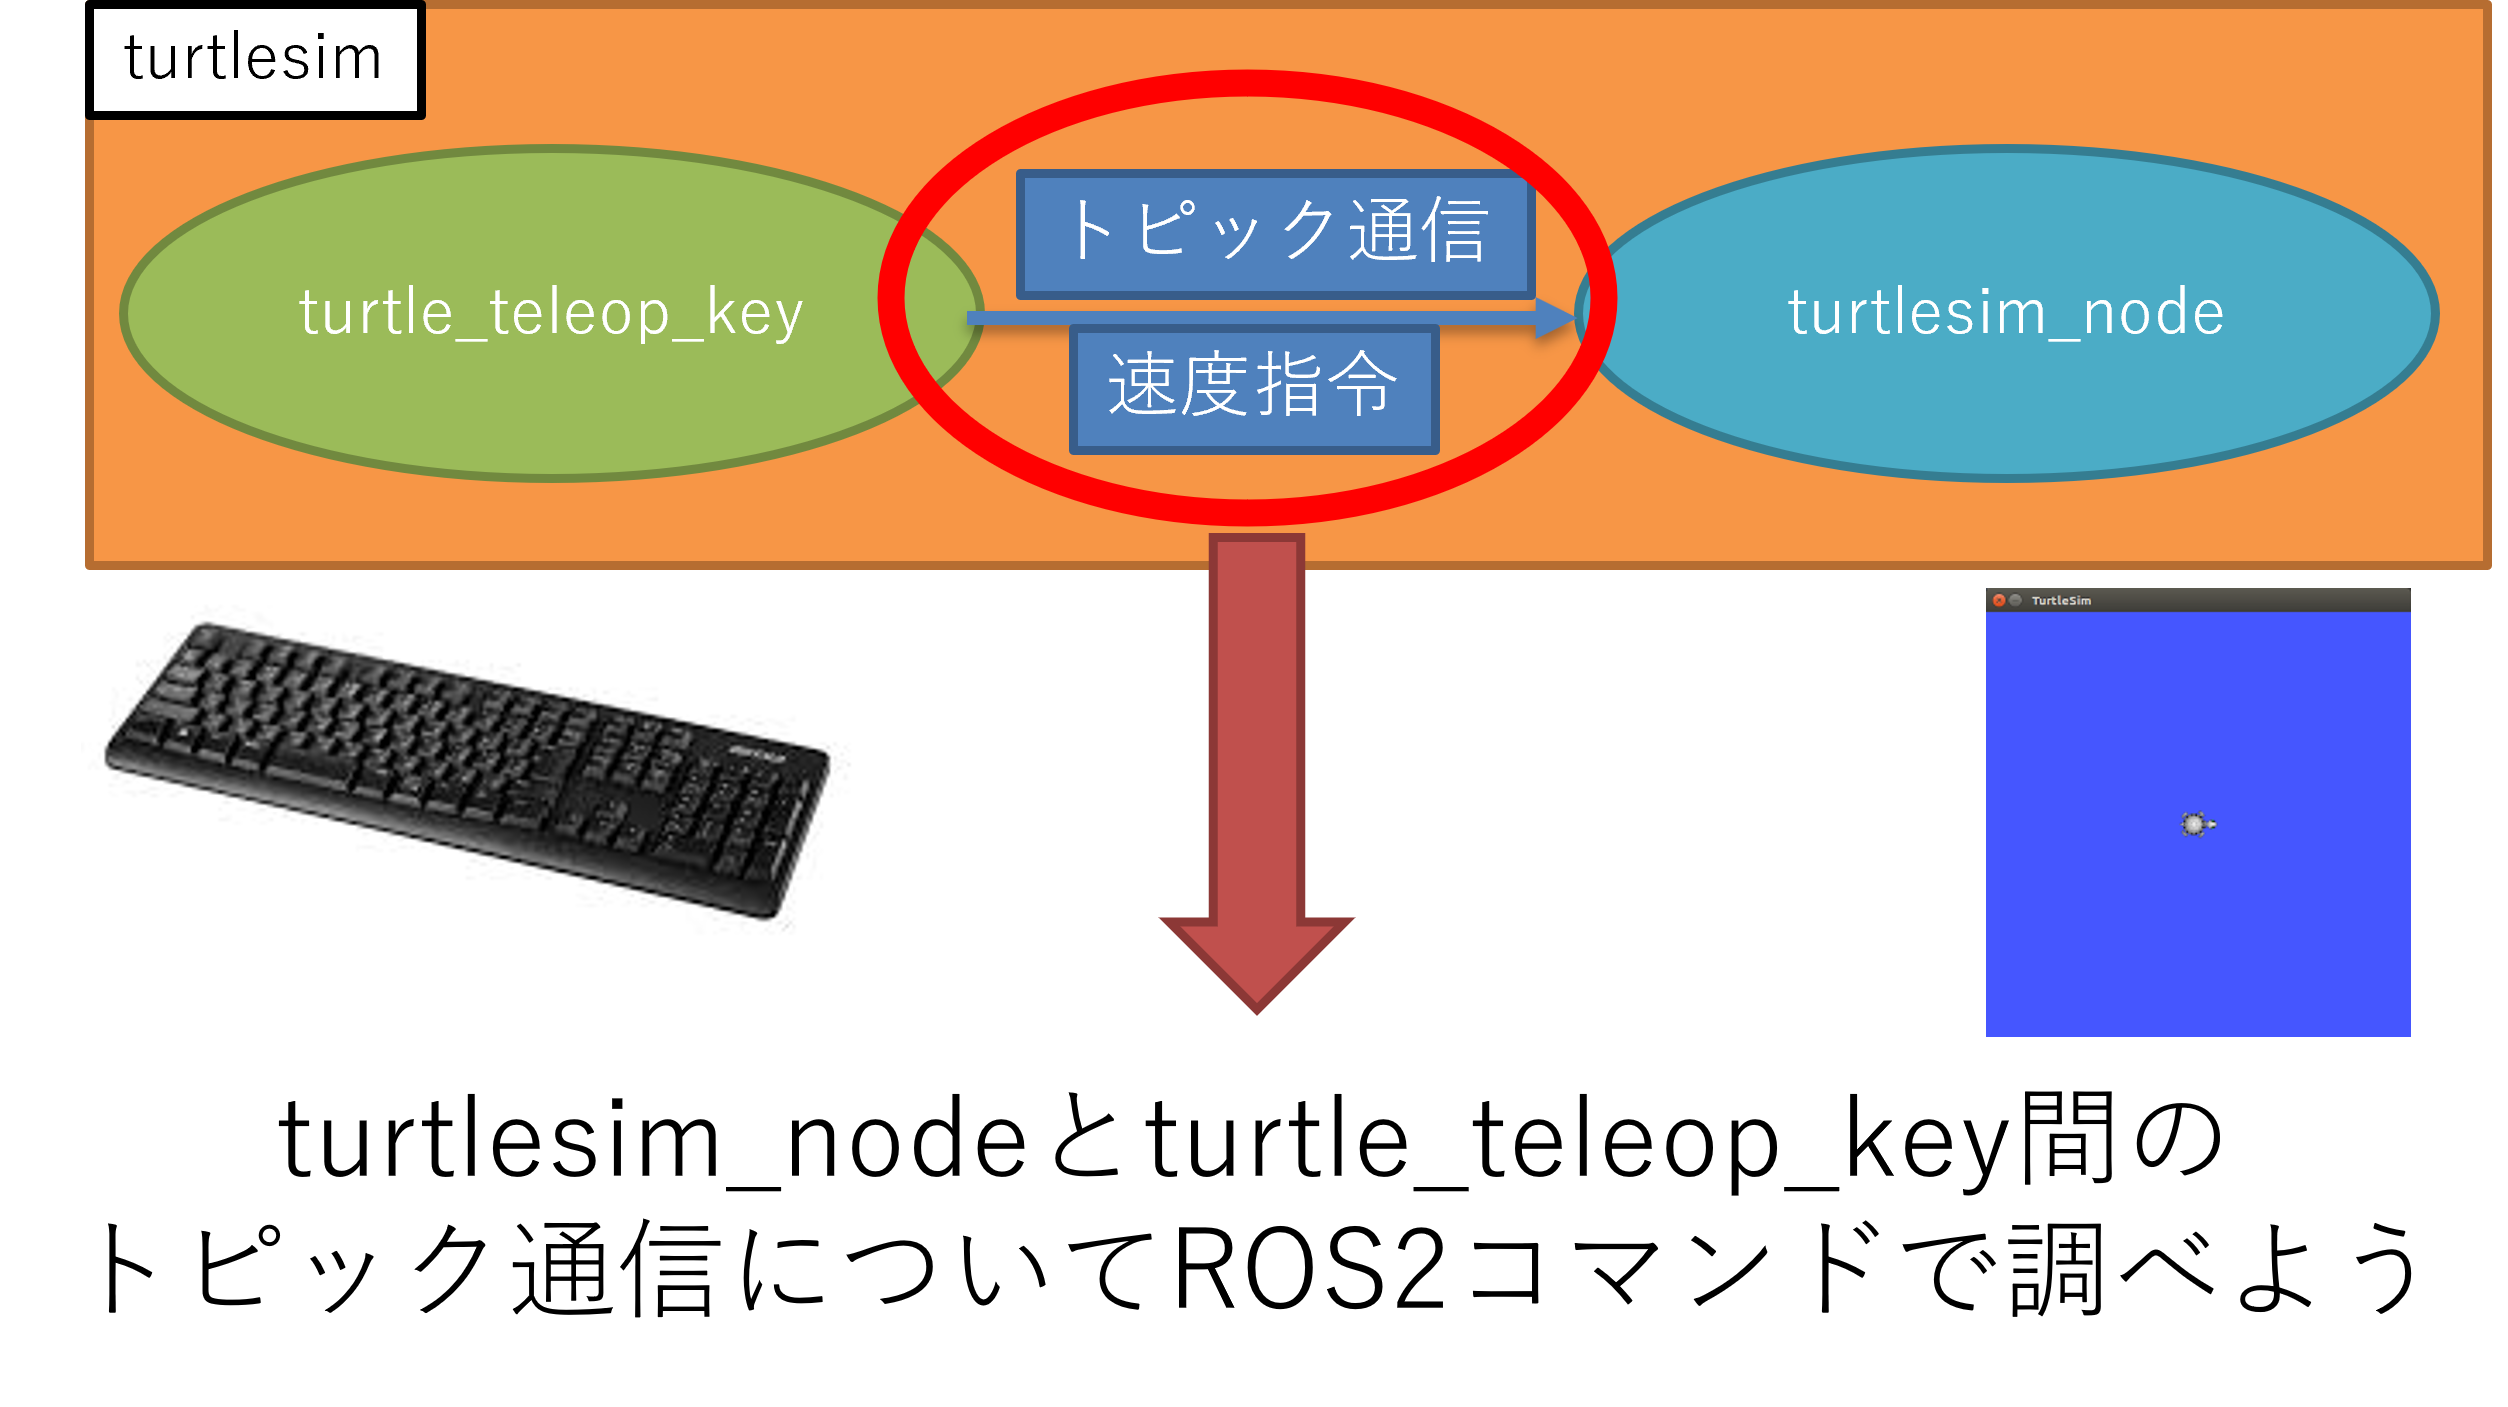 turtlesim
turtle_teleop_key
トピック通信
速度指令
turtlesim_node
TurtleSim
turtlesim_nodeとturtle_teleop_key間の
トピック通信についてROS2コマンドで調べよう